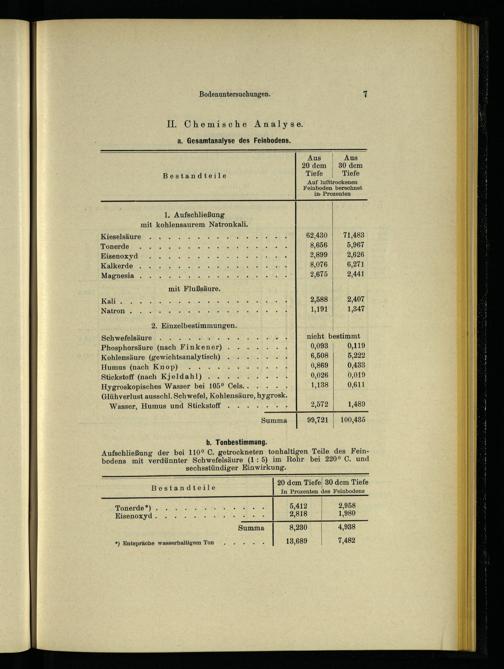 Bodenuntersuchungen. 7
II. Chemische Analyse.
a. Gesamtanalyse des Feinbodens.
Bestandteile
Aus 20 dcm Tiefe
Aus 30 dcm Tiefe
Auf lufttrockenen Feinboden berechnet in Prozenten
1. Aufschließung
mit kohlensaurem Natronkali.
Kieselsäure . . . . . 62,430 71,483
Tonerde . . . . . 8,656 5,967
Eisenoxyd . . . . . 2,899 2,626
Kalkerde . . . . . 8,076 6,271
Magnesia . . . . . 2,675 2,441
mit Flußsäure.
Kali . . . . . 2,588 2,407
Natron . . . . . 1,191 1,347
2. Einzelbestimmungen.
Schwefelsäure . . . . . nicht bestimmt
Phosphorsäure (nach Finkener) . . . . . 0,093 0,119
Kohlensäure (gewichtsanalytisch) . . . . . 6,508 5,222
Humus (nach Knop) . . . . . 0,869 0,433
Stickstoff (nach Kjeldahl) . . . . . 0,026 0,019
Hygroskopisches Wasser bei 105° Cels. . . . . . 1,138 0,611
Glühverlust ausschl. Schwefel, Kohlensäure, hygrosk.
Wasser, Humus und Stickstoff . . . . . 2,572 1,489
Summa 99,721 100,435
b. Tonbestimmung.
Aufschließung der bei 110° C. getrockneten tonhaltigen Teile des Fein-
bodens mit verdünnter Schwefelsäure (1 : 5) im Rohr bei 220° C. und
sechsstündiger Einwirkung.
Bestandteile
20 dcm Tiefe 30 dcm Tiefe
In Prozenten des Feinbodens
Tonerde*) . . . . . 5,412 2,958
Eisenoxyd . . . . . 2,818 1,980
Summa 8,230 4,938
*) Entspräche wasserhaltigem Ton . . . . . 13,689 7,482